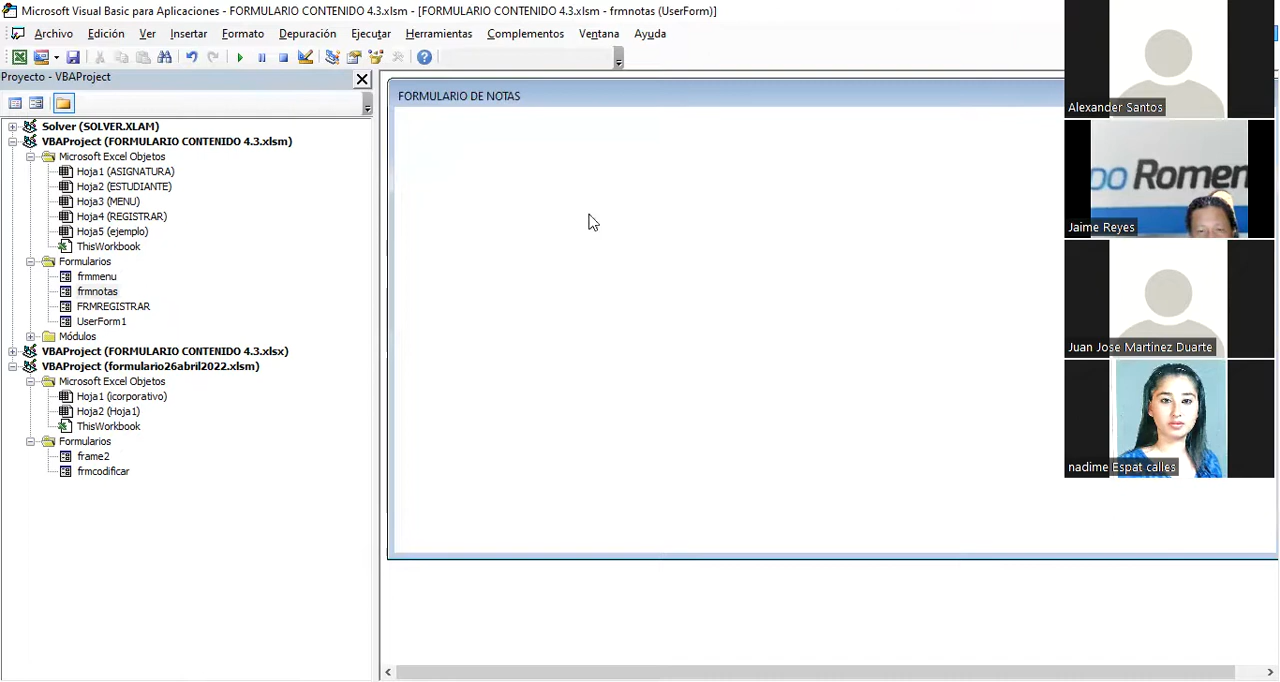 Microsoft Visual Basic para Aplicaciones - FORMULARIO CONTENIDO 4.3.xlsm - [FORMULARIO CONTENIDO 4.3.xlsm - frmnotas (UserForm)]
Archivo Edición Ver Insertar Formato Depuración Ejecutar Herramientas Complementos Ventana Ayuda
Proyecto - VBAProject
Solver (SOLVER.XLAM)
VBAProject (FORMULARIO CONTENIDO 4.3.xlsm)
Microsoft Excel Objetos
Hoja1 (ASIGNATURA)
Hoja2 (ESTUDIANTE)
Hoja3 (MENU)
Hoja4 (REGISTRAR)
Hoja5 (ejemplo)
ThisWorkbook
Formularios
frmmenu
frmnotas
FRMREGISTRAR
UserForm1
Módulos
VBAProject (FORMULARIO CONTENIDO 4.3.xlsx)
VBAProject (formulario26abril2022.xlsm)
Microsoft Excel Objetos
Hoja1 (icorporativo)
Hoja2 (Hoja1)
ThisWorkbook
Formularios
frame2
frmcodificar
FORMULARIO DE NOTAS
Alexander Santos
Jaime Reyes
Juan Jose Martinez Duarte
nadime Espat calles